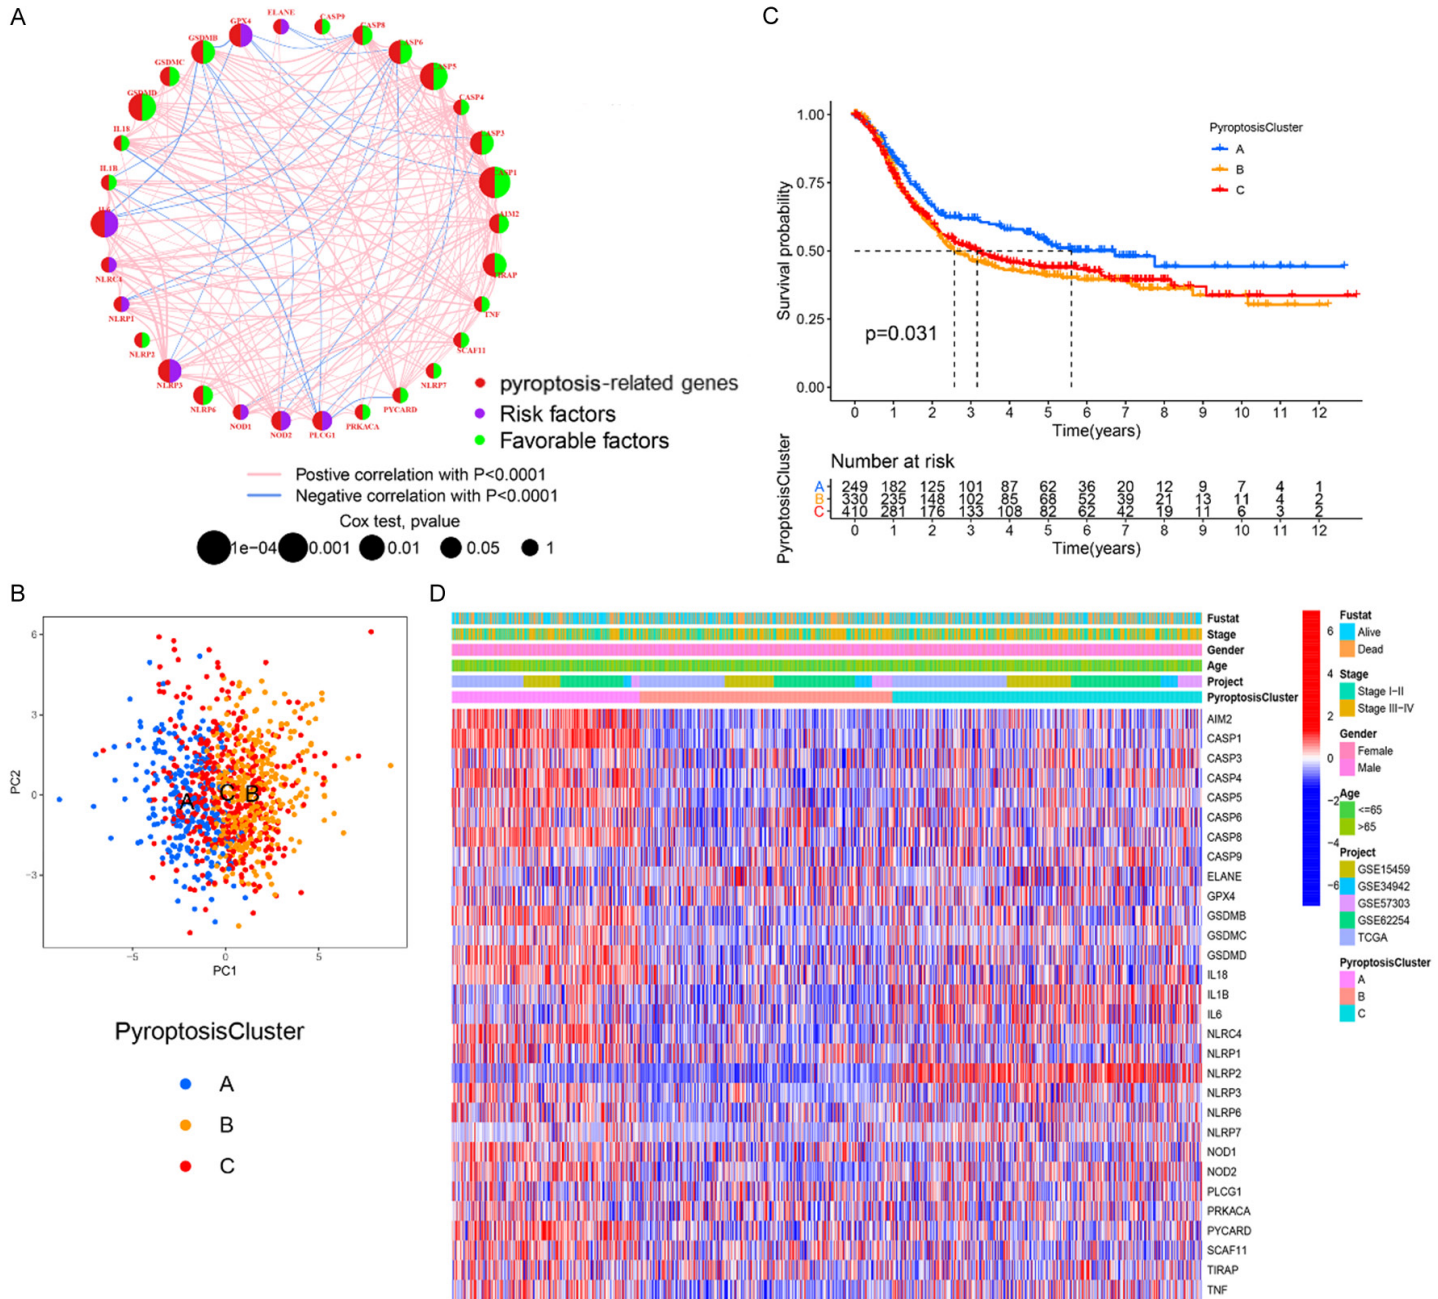 A
ELANE
CASP9
GPX4
CASP8
GSDMB
CASP6
GSDMC
CASP5
GSDMD
CASP4
IL18
CASP3
IL1B
CASP1
IL6
AIM2
NLRC4
TIRAP
NLRP1
TNF
NLRP2
SCAF11
NLRP3
NLRP7
NLRP6
PYCARD
NOD1
PRKACA
NOD2
PLCG1
pyroptosis-related genes
Risk factors
Favorable factors
Postive correlation with P<0.0001
Negative correlation with P<0.0001
Cox test, pvalue
1e-04 0.001 0.01 0.05 1
C
PyroptosisCluster
A
B
C
Survival probability
1.00
0.75
0.50
0.25
0.00
p=0.031
0 1 2 3 4 5 6 7 8 9 10 11 12
Time(years)
Number at risk
PyroptosisCluster
A 249 182 125 101 87 62 36 20 12 9 7 4 1
B 330 235 148 102 85 68 52 39 21 13 11 4 2
C 410 281 176 133 108 82 62 42 19 11 6 3 2
0 1 2 3 4 5 6 7 8 9 10 11 12
Time(years)
B
PC2
6
3
0
−3
A C B
−5 0 5
PC1
PyroptosisCluster
A
B
C
D
Fustat
Stage
Gender
Age
Project
PyroptosisCluster
AIM2
CASP1
CASP3
CASP4
CASP5
CASP6
CASP8
CASP9
ELANE
GPX4
GSDMB
GSDMC
GSDMD
IL18
IL1B
IL6
NLRC4
NLRP1
NLRP2
NLRP3
NLRP6
NLRP7
NOD1
NOD2
PLCG1
PRKACA
PYCARD
SCAF11
TIRAP
TNF
6
4
2
0
−2
−4
−6
Fustat
Alive
Dead
Stage
Stage I−II
Stage III−IV
Gender
Female
Male
Age
<=65
>65
Project
GSE15459
GSE34942
GSE57303
GSE62254
TCGA
PyroptosisCluster
A
B
C